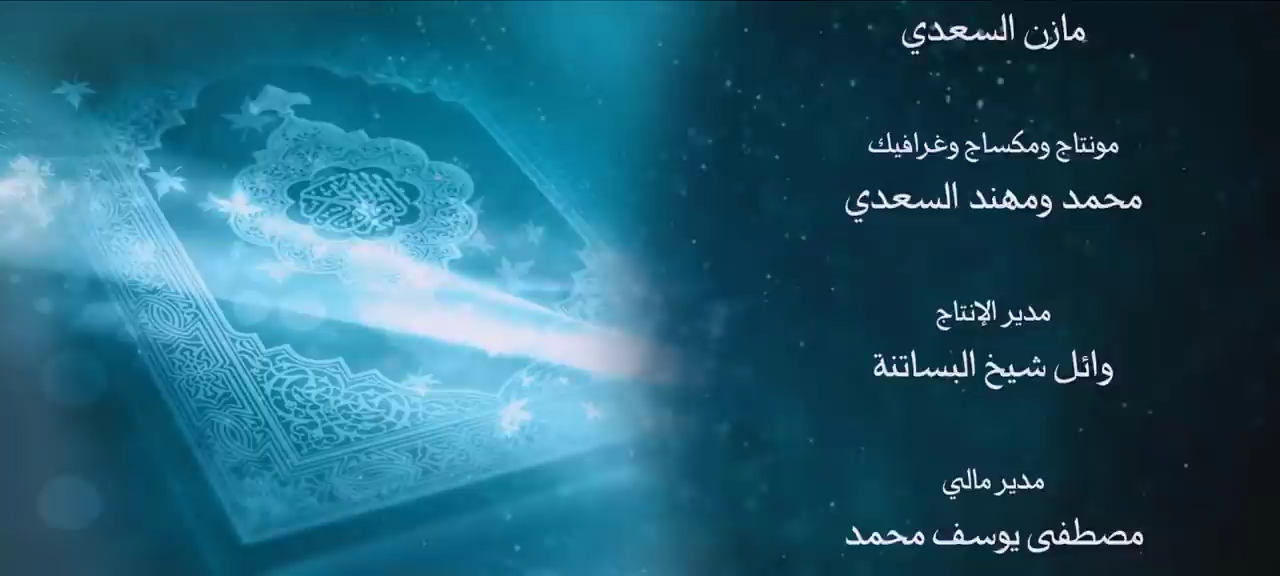 مازن السعدي
مونتاج ومكساج وغرافيك
محمد ومهند السعدي
مدير الإنتاج
وائل شيخ البساتنة
مدير مالي
مصطفى يوسف محمد